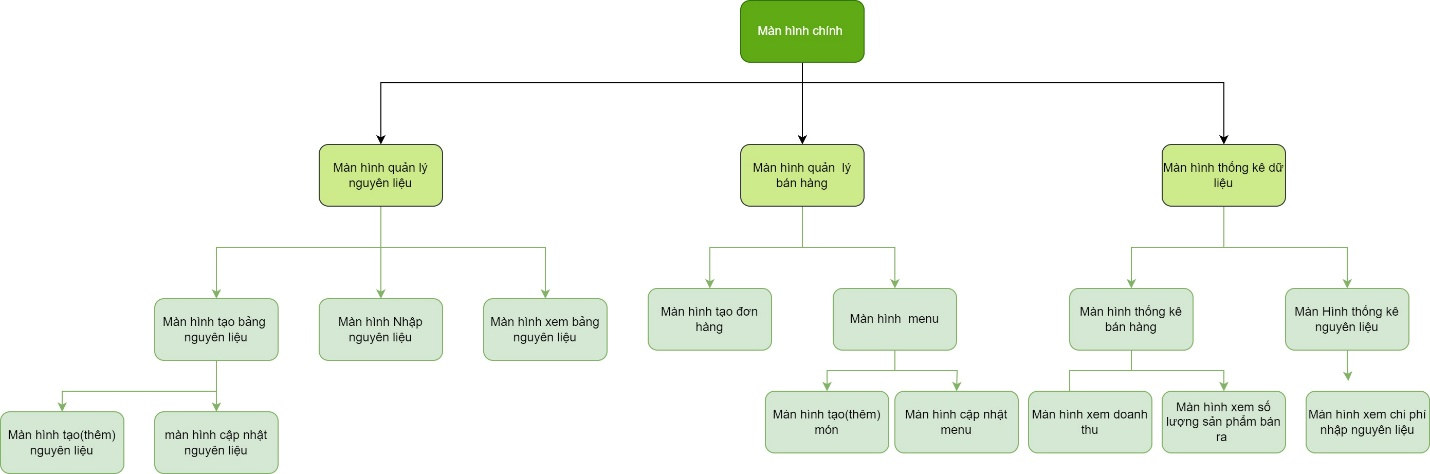 Màn hình chính
Màn hình quản lý
nguyên liệu
Màn hình quản lý
bán hàng
Màn hình thống kê dữ
liệu
Màn hình tạo bảng
nguyên liệu
Màn hình Nhập
nguyên liệu
Màn hình xem bảng
nguyên liệu
Màn hình tạo đơn
hàng
Màn hình menu
Màn hình thống kê
bán hàng
Màn Hình thống kê
nguyên liệu
Màn hình tạo(thêm)
nguyên liệu
màn hình cập nhật
nguyên liệu
Màn hình tạo(thêm)
món
Màn hình cập nhật
menu
Màn hình xem doanh
thu
Màn hình xem số
lượng sản phẩm bán
ra
Màn hình xem chi phí
nhập nguyên liệu